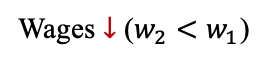 Wages ↓ (w₂ < w₁)